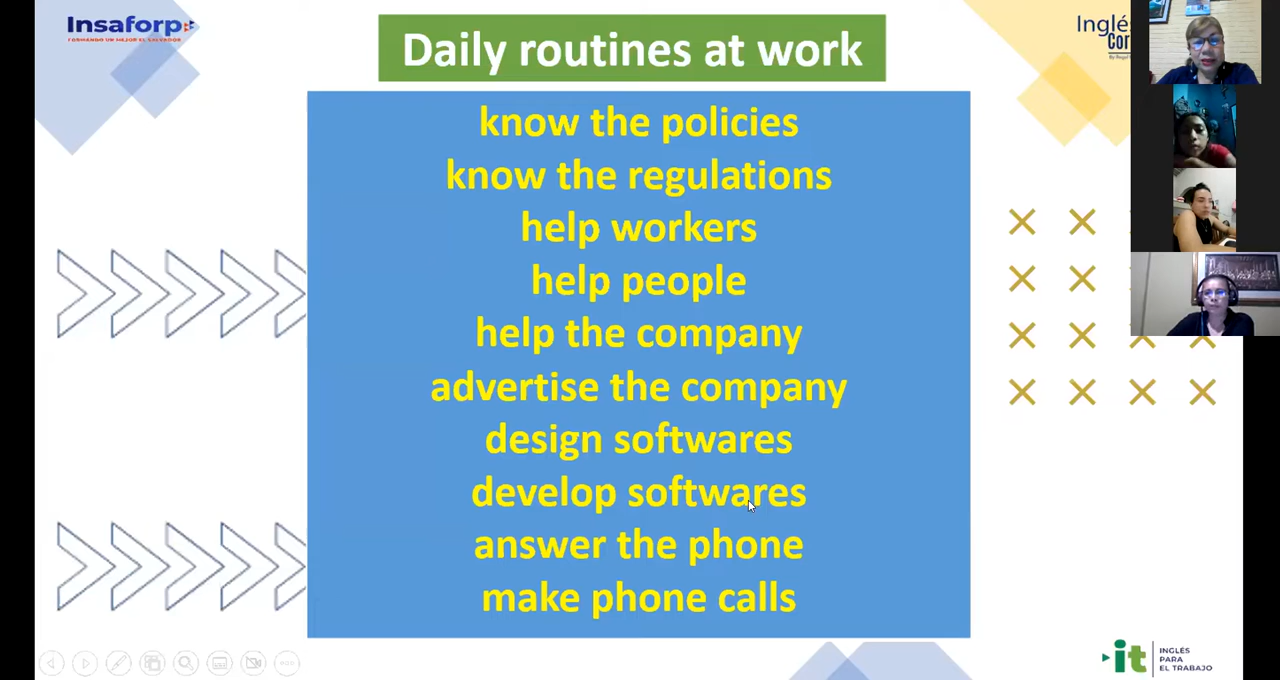 Insaforp
FORMANDO UN MEJOR EL SALVADOR
Daily routines at work
Inglés
know the policies
know the regulations
help workers
help people
help the company
advertise the company
design softwares
develop softwares
answer the phone
make phone calls
it
INGLÉS
PARA
EL TRABAJO